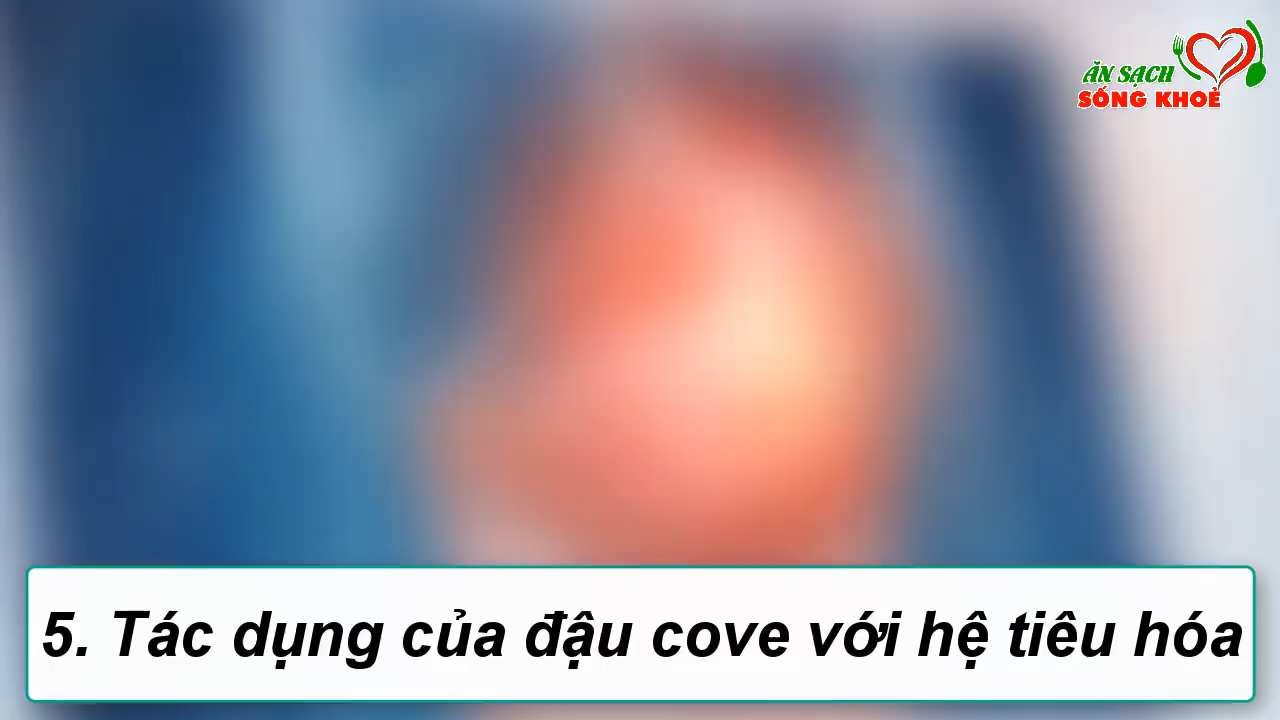 ĂN SẠCH
SỐNG KHOẺ
5. Tác dụng của đậu cove với hệ tiêu hóa